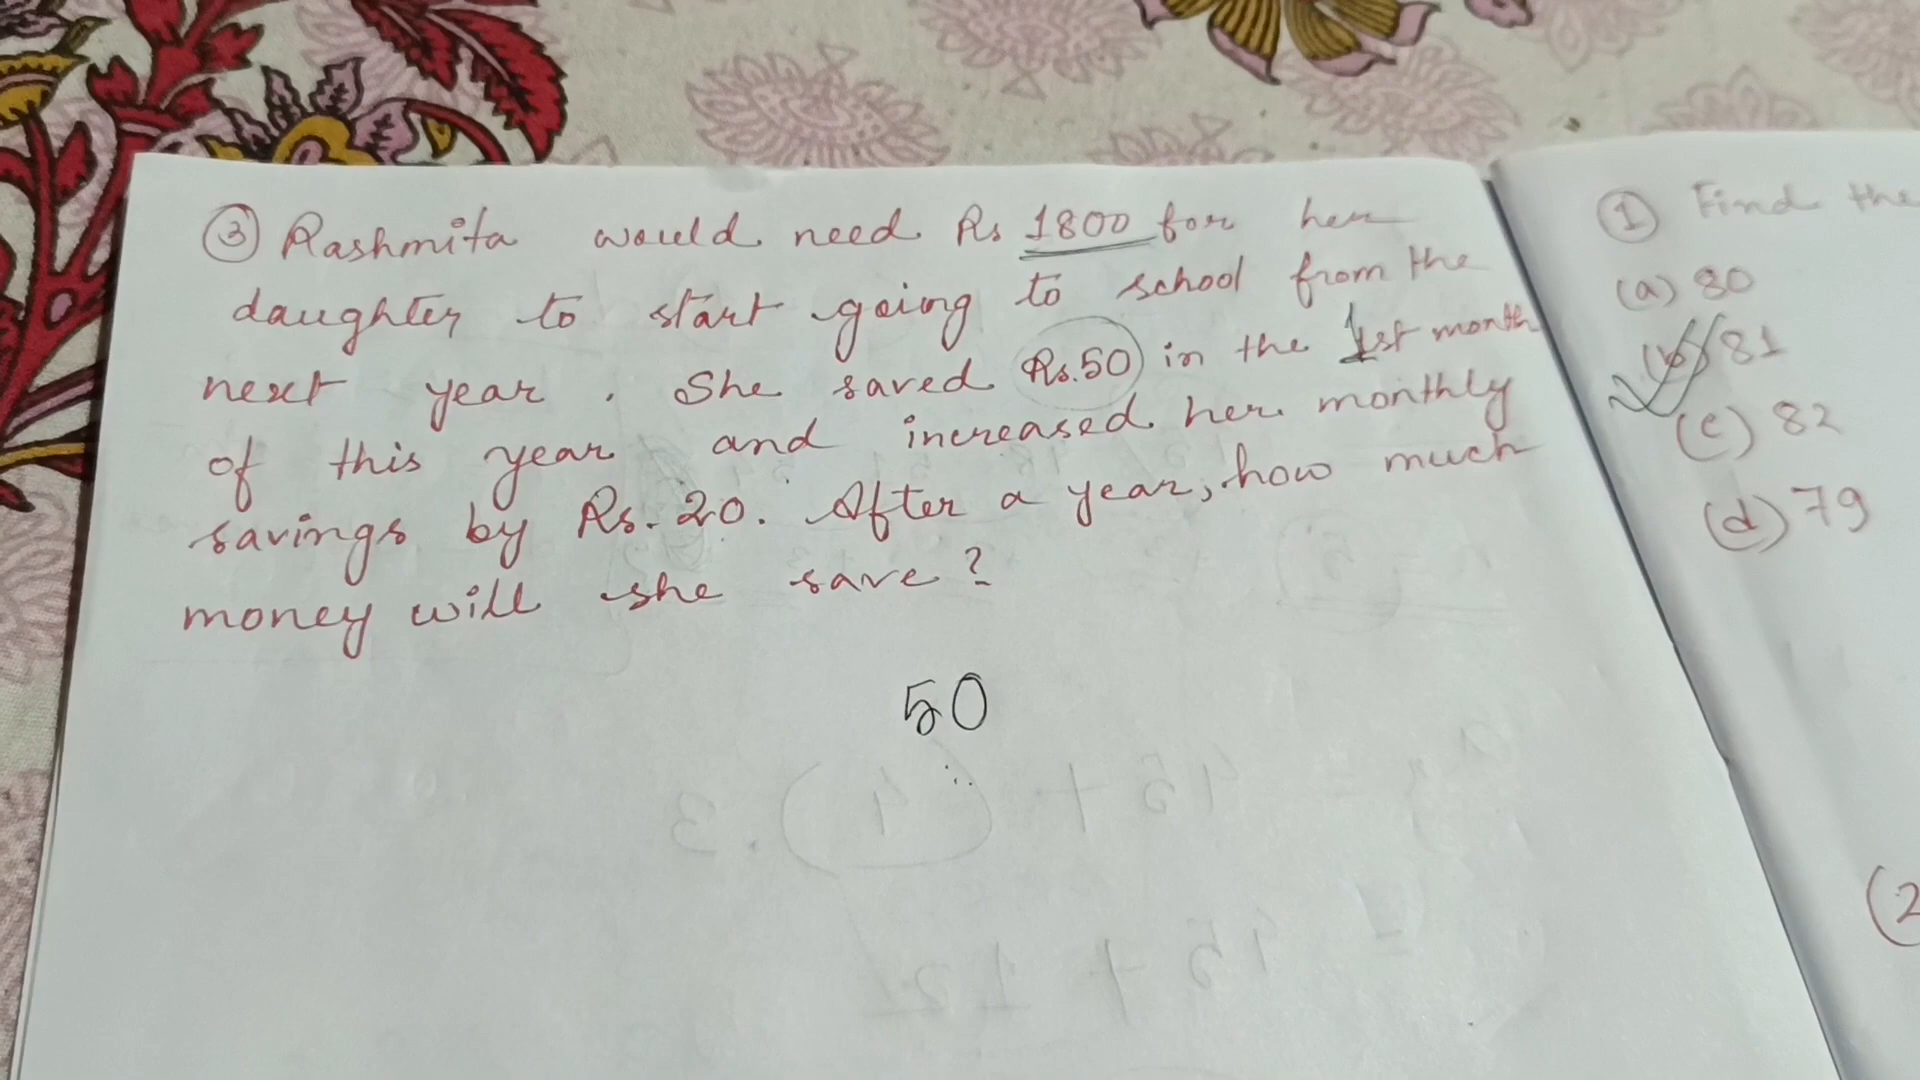 ③ Rashmita would need Rs 1800 for her
daughter to start going to school from the
next year. She saved Rs.50 in the 1st month
of this year and increased her monthly
savings by Rs. 20. After a year, how much
money will she save?
50
① Find the
(a) 80
(b) 81
(c) 82
(d) 79
(2